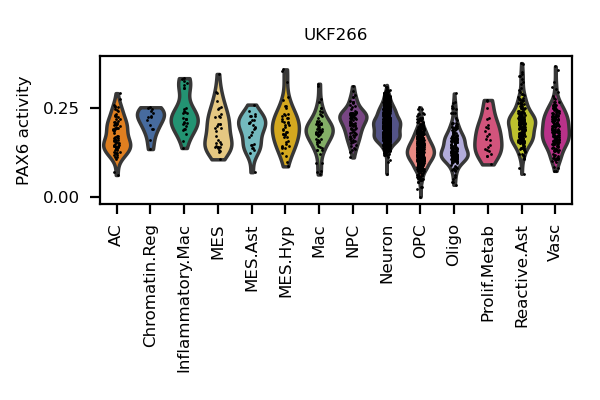 UKF266
PAX6 activity
0.25
0.00
AC
Chromatin.Reg
Inflammatory.Mac
MES
MES.Ast
MES.Hyp
Mac
NPC
Neuron
OPC
Oligo
Prolif.Metab
Reactive.Ast
Vasc